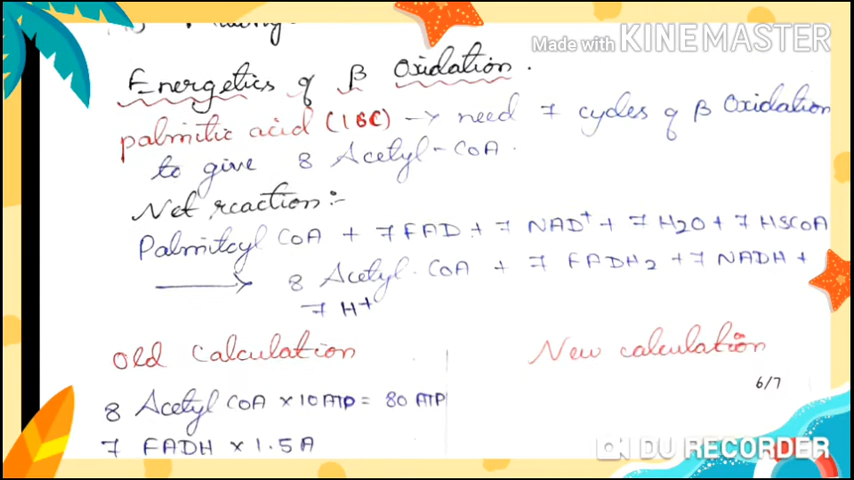 Made with KINEMASTER
Energetics of β Oxidation.
palmitic acid (16C) → need 7 cycles of β Oxidation
to give 8 Acetyl-CoA.
Net reaction:-
Palmitoyl CoA + 7 FAD + 7 NAD⁺ + 7 H2O + 7 HSCoA
→ 8 Acetyl-CoA + 7 FADH2 + 7 NADH +
7 H⁺
Old calculation
New calculation
6/7
8 Acetyl CoA × 10 ATP = 80 ATP
7 FADH × 1.5 A
DU RECORDER